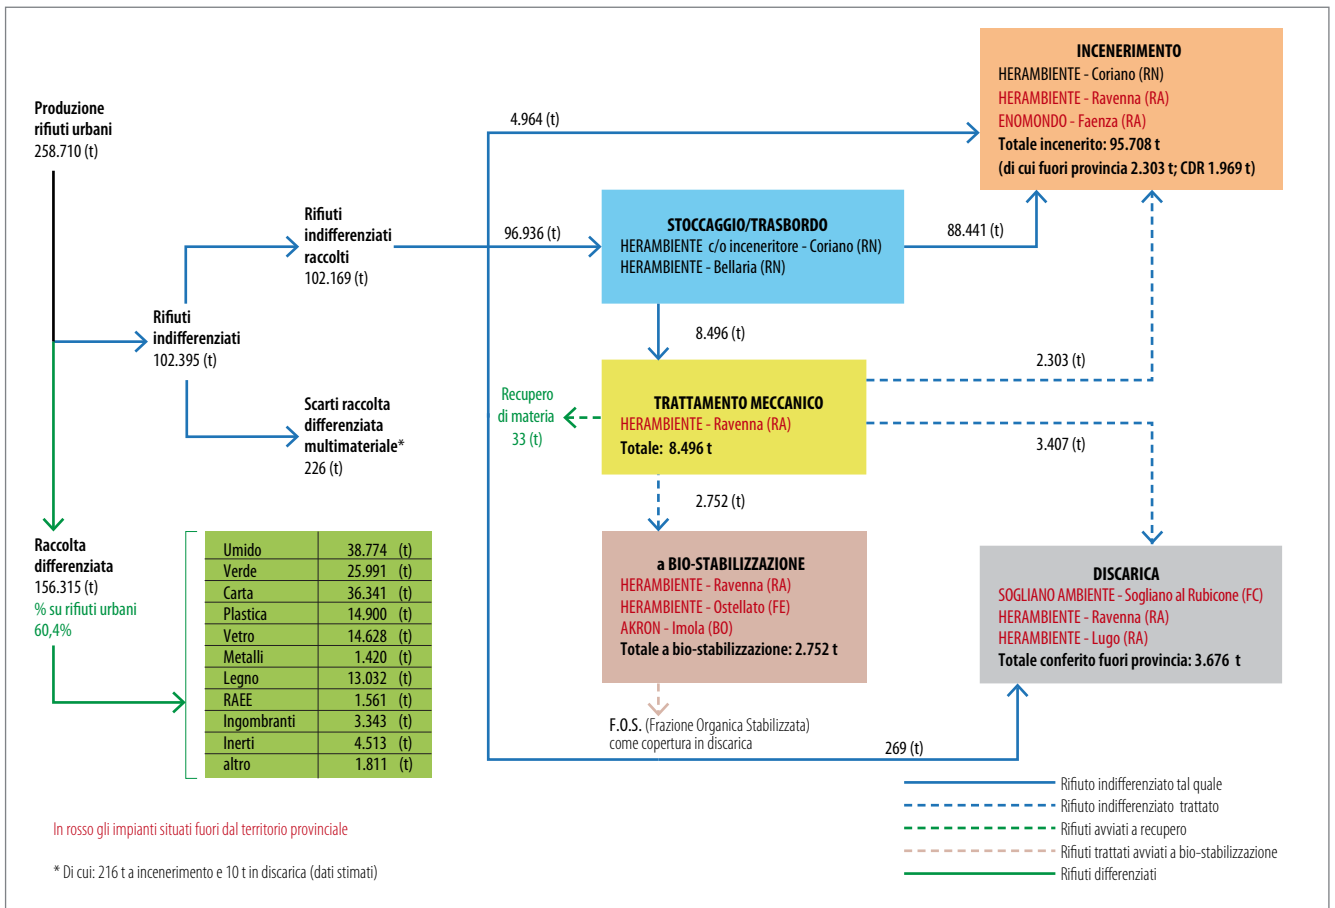 Produzione
rifiuti urbani
258.710 (t)
Rifiuti
indifferenziati
102.395 (t)
Rifiuti
indifferenziati
raccolti
102.169 (t)
Scarti raccolta
differenziata
multimateriale*
226 (t)
Raccolta
differenziata
156.315 (t)
% su rifiuti urbani
60,4%
Umido 38.774 (t)
Verde 25.991 (t)
Carta 36.341 (t)
Plastica 14.900 (t)
Vetro 14.628 (t)
Metalli 1.420 (t)
Legno 13.032 (t)
RAEE 1.561 (t)
Ingombranti 3.343 (t)
Inerti 4.513 (t)
altro 1.811 (t)
4.964 (t)
96.936 (t)
INCENERIMENTO
HERAMBIENTE - Coriano (RN)
HERAMBIENTE - Ravenna (RA)
ENOMONDO - Faenza (RA)
Totale incenerito: 95.708 t
(di cui fuori provincia 2.303 t; CDR 1.969 t)
STOCCAGGIO/TRASBORDO
HERAMBIENTE c/o inceneritore - Coriano (RN)
HERAMBIENTE - Bellaria (RN)
88.441 (t)
8.496 (t)
2.303 (t)
Recupero
di materia
33 (t)
TRATTAMENTO MECCANICO
HERAMBIENTE - Ravenna (RA)
Totale: 8.496 t
3.407 (t)
2.752 (t)
a BIO-STABILIZZAZIONE
HERAMBIENTE - Ravenna (RA)
HERAMBIENTE - Ostellato (FE)
AKRON - Imola (BO)
Totale a bio-stabilizzazione: 2.752 t
DISCARICA
SOGLIANO AMBIENTE - Sogliano al Rubicone (FC)
HERAMBIENTE - Ravenna (RA)
HERAMBIENTE - Lugo (RA)
Totale conferito fuori provincia: 3.676 t
F.O.S. (Frazione Organica Stabilizzata)
come copertura in discarica
269 (t)
Rifiuto indifferenziato tal quale
Rifiuto indifferenziato trattato
Rifiuti avviati a recupero
Rifiuti trattati avviati a bio-stabilizzazione
Rifiuti differenziati
In rosso gli impianti situati fuori dal territorio provinciale
* Di cui: 216 t a incenerimento e 10 t in discarica (dati stimati)